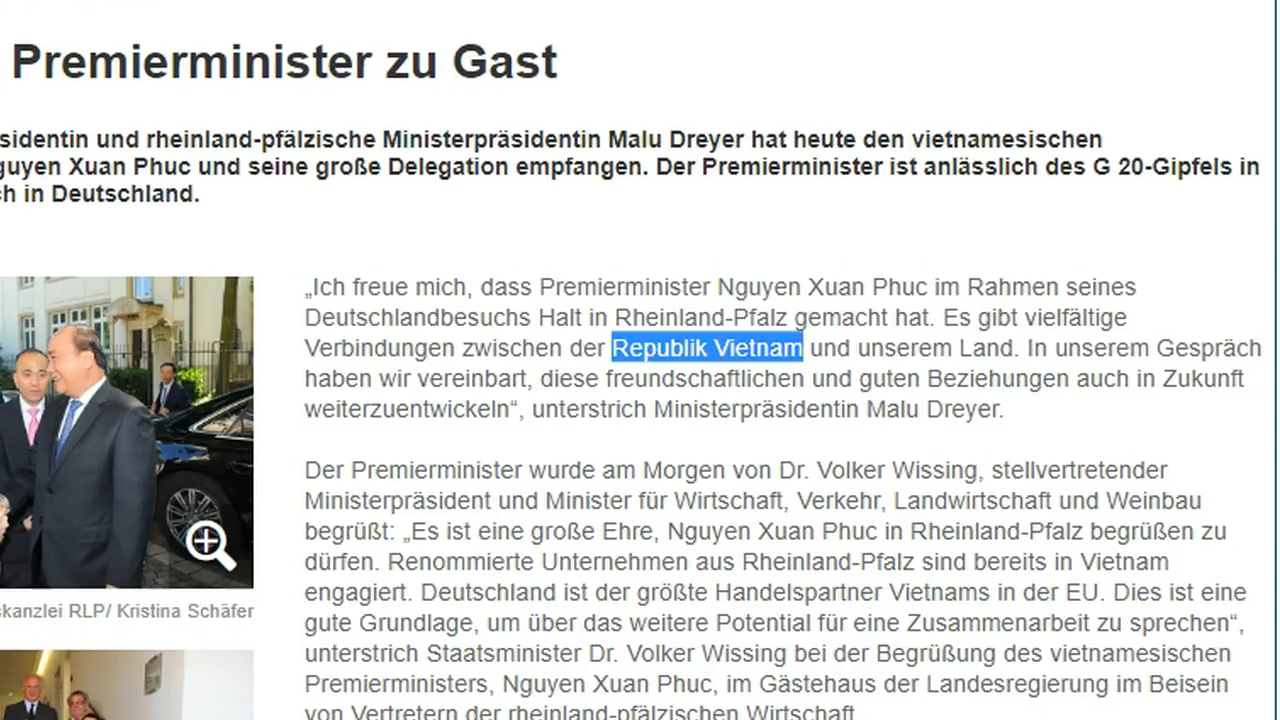 Premierminister zu Gast
sidentin und rheinland-pfälzische Ministerpräsidentin Malu Dreyer hat heute den vietnamesischen
guyen Xuan Phuc und seine große Delegation empfangen. Der Premierminister ist anlässlich des G 20-Gipfels in
ch in Deutschland.
„Ich freue mich, dass Premierminister Nguyen Xuan Phuc im Rahmen seines
Deutschlandbesuchs Halt in Rheinland-Pfalz gemacht hat. Es gibt vielfältige
Verbindungen zwischen der Republik Vietnam und unserem Land. In unserem Gespräch
haben wir vereinbart, diese freundschaftlichen und guten Beziehungen auch in Zukunft
weiterzuentwickeln“, unterstrich Ministerpräsidentin Malu Dreyer.
Der Premierminister wurde am Morgen von Dr. Volker Wissing, stellvertretender
Ministerpräsident und Minister für Wirtschaft, Verkehr, Landwirtschaft und Weinbau
begrüßt: „Es ist eine große Ehre, Nguyen Xuan Phuc in Rheinland-Pfalz begrüßen zu
dürfen. Renommierte Unternehmen aus Rheinland-Pfalz sind bereits in Vietnam
engagiert. Deutschland ist der größte Handelspartner Vietnams in der EU. Dies ist eine
gute Grundlage, um über das weitere Potential für eine Zusammenarbeit zu sprechen“,
unterstrich Staatsminister Dr. Volker Wissing bei der Begrüßung des vietnamesischen
Premierministers, Nguyen Xuan Phuc, im Gästehaus der Landesregierung im Beisein
von Vertretern der rheinland-pfälzischen Wirtschaft
skanzlei RLP/ Kristina Schäfer